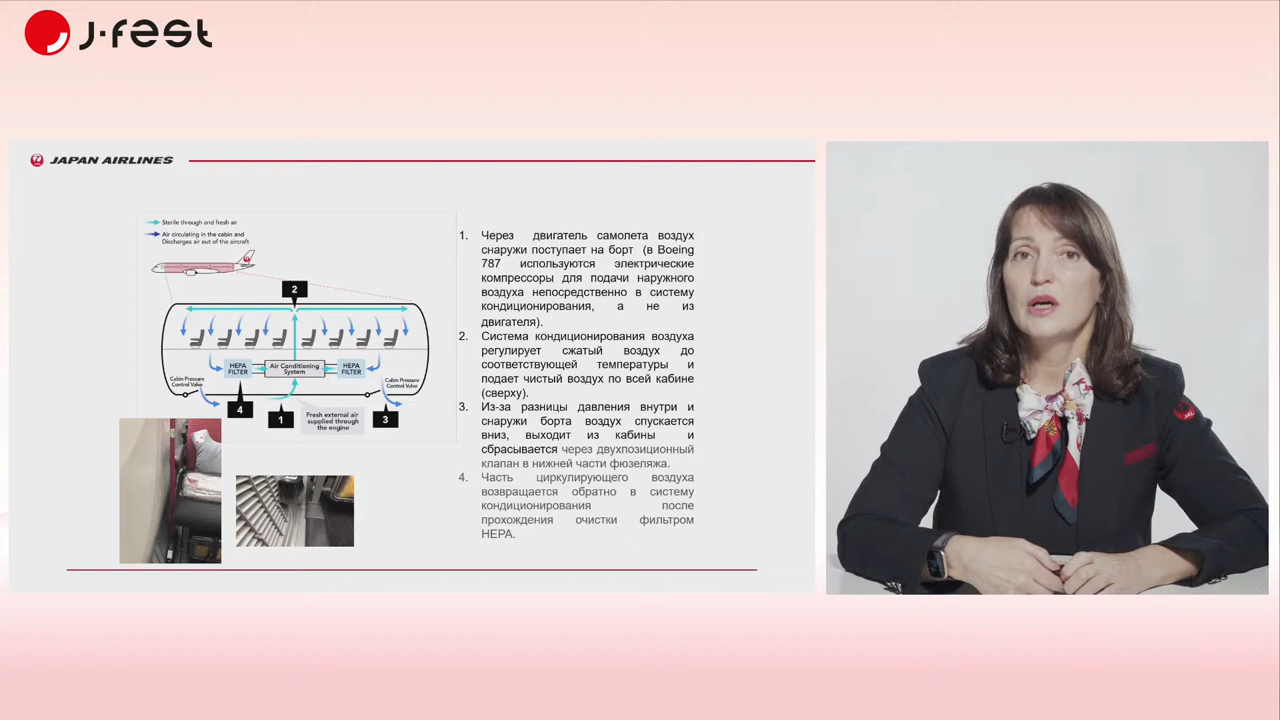 J-fest
JAPAN AIRLINES
Sterile through and fresh air
Air circulating in the cabin and
Discharges air out of the aircraft
2
HEPA
FILTER
Air Conditioning
System
HEPA
FILTER
Cabin Pressure
Control Valve
Cabin Pressure
Control Valve
4
1
Fresh external air
supplied through
the engine
3
1. Через двигатель самолета воздух
снаружи поступает на борт (в Boeing
787 используются электрические
компрессоры для подачи наружного
воздуха непосредственно в систему
кондиционирования, а не из
двигателя).
2. Система кондиционирования воздуха
регулирует сжатый воздух до
соответствующей температуры и
подает чистый воздух по всей кабине
(сверху).
3. Из-за разницы давления внутри и
снаружи борта воздух спускается
вниз, выходит из кабины и
сбрасывается через двухпозиционный
клапан в нижней части фюзеляжа.
4. Часть циркулирующего воздуха
возвращается обратно в систему
кондиционирования после
прохождения очистки фильтром
HEPA.